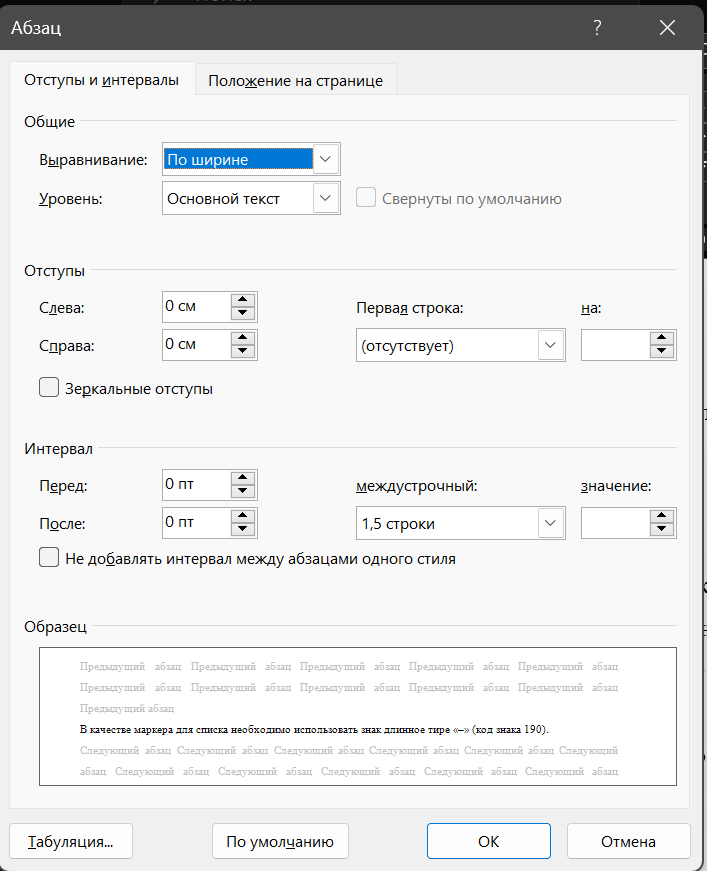 Абзац ?
Отступы и интервалы Положение на странице
Общие
Выравнивание: По ширине
Уровень: Основной текст Свернуты по умолчанию
Отступы
Слева: 0 см Первая строка: на:
Справа: 0 см (отсутствует)
Зеркальные отступы
Интервал
Перед: 0 пт междустрочный: значение:
После: 0 пт 1,5 строки
Не добавлять интервал между абзацами одного стиля
Образец
Предыдущий абзац Предыдущий абзац Предыдущий абзац Предыдущий абзац Предыдущий абзац
Предыдущий абзац Предыдущий абзац Предыдущий абзац Предыдущий абзац Предыдущий абзац
Предыдущий абзац
В качестве маркера для списка необходимо использовать знак длинное тире «–» (код знака 190).
Следующий абзац Следующий абзац Следующий абзац Следующий абзац Следующий абзац Следующий
абзац Следующий абзац Следующий абзац Следующий абзац Следующий абзац Следующий абзац
Табуляция... По умолчанию ОК Отмена